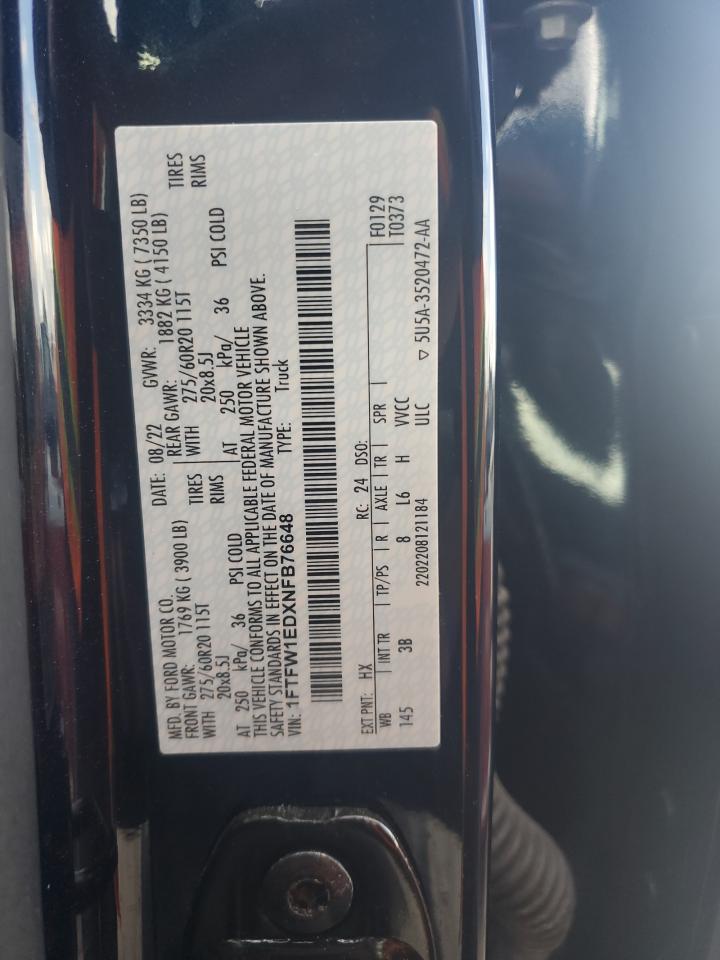 MFD. BY FORD MOTOR CO. DATE: 08/22 GVWR: 3334 KG ( 7350 LB)
FRONT GAWR: 1769 KG ( 3900 LB) REAR GAWR: 1882 KG ( 4150 LB)
WITH 275/60R20 115T TIRES WITH 275/60R20 115T TIRES
20x8.5J RIMS 20x8.5J RIMS
AT 250 kPa/ 36 PSI COLD AT 250 kPa/ 36 PSI COLD
THIS VEHICLE CONFORMS TO ALL APPLICABLE FEDERAL MOTOR VEHICLE
SAFETY STANDARDS IN EFFECT ON THE DATE OF MANUFACTURE SHOWN ABOVE.
VIN: 1FTFW1EDXNFB76648 TYPE: Truck
EXT PNT: HX RC: 24 DSO: F0129
WB INT TR TP/PS R AXLE TR SPR T0373
145 3B 8 L6 H VVCC
2202208121184 ULC ▽ 5U5A-3520472-AA